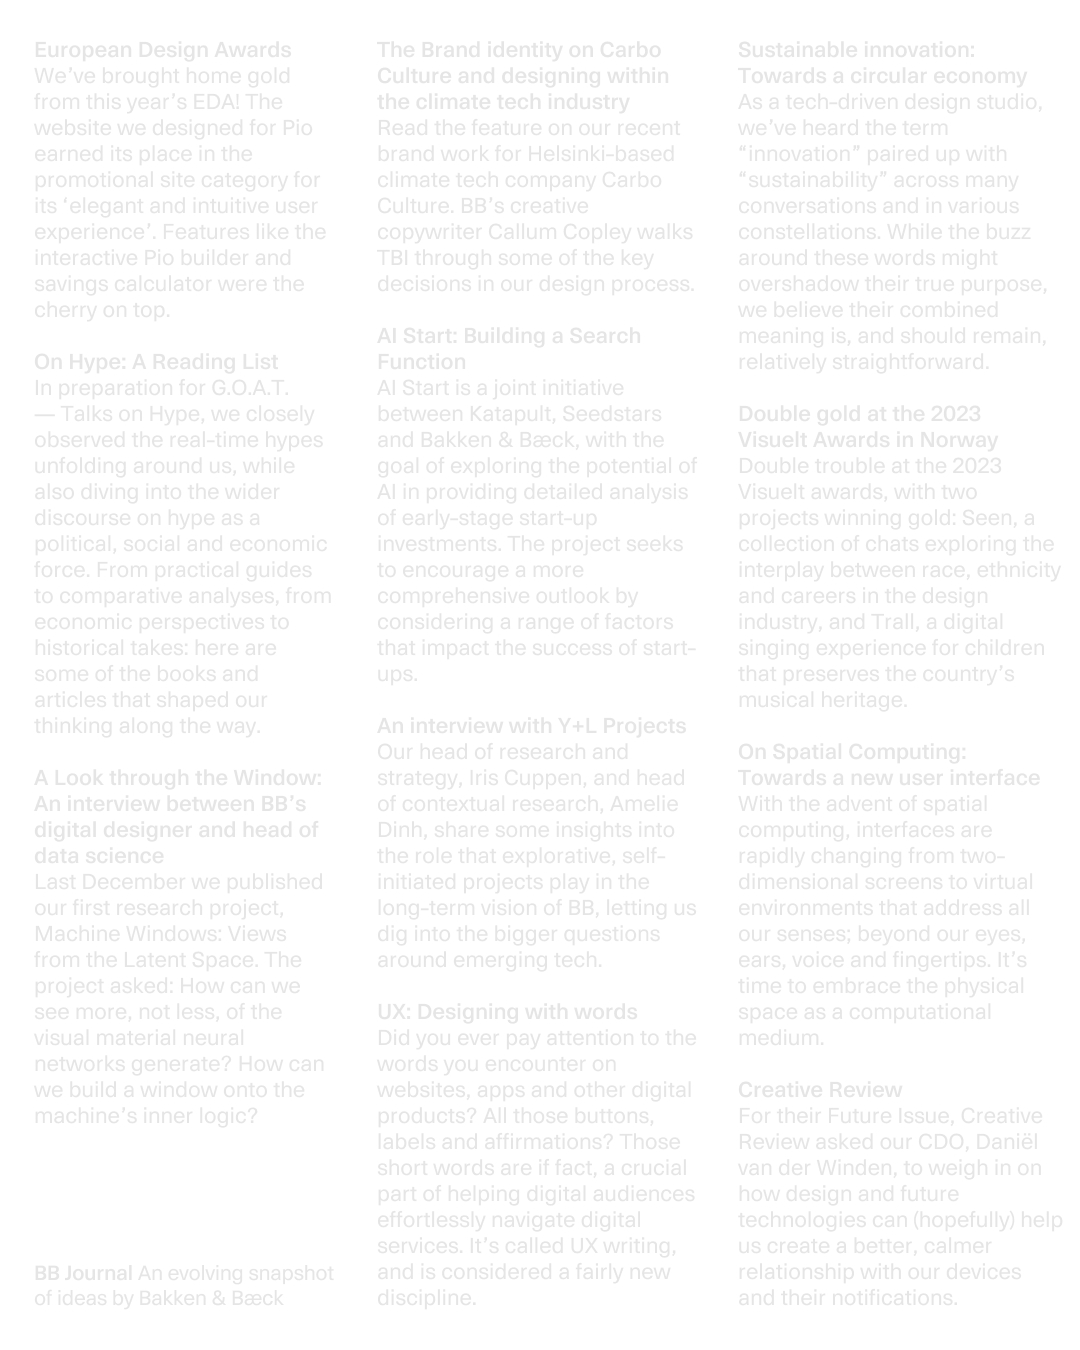 European Design Awards
We’ve brought home gold
from this year’s EDA! The
website we designed for Pio
earned its place in the
promotional site category for
its ‘elegant and intuitive user
experience’. Features like the
interactive Pio builder and
savings calculator were the
cherry on top.
On Hype: A Reading List
In preparation for G.O.A.T.
— Talks on Hype, we closely
observed the real-time hypes
unfolding around us, while
also diving into the wider
discourse on hype as a
political, social and economic
force. From practical guides
to comparative analyses, from
economic perspectives to
historical takes: here are
some of the books and
articles that shaped our
thinking along the way.
A Look through the Window:
An interview between BB’s
digital designer and head of
data science
Last December we published
our first research project,
Machine Windows: Views
from the Latent Space. The
project asked: How can we
see more, not less, of the
visual material neural
networks generate? How can
we build a window onto the
machine’s inner logic?
BB Journal An evolving snapshot
of ideas by Bakken & Bæck
The Brand identity on Carbo
Culture and designing within
the climate tech industry
Read the feature on our recent
brand work for Helsinki-based
climate tech company Carbo
Culture. BB’s creative
copywriter Callum Copley walks
TBI through some of the key
decisions in our design process.
AI Start: Building a Search
Function
AI Start is a joint initiative
between Katapult, Seedstars
and Bakken & Bæck, with the
goal of exploring the potential of
AI in providing detailed analysis
of early-stage start-up
investments. The project seeks
to encourage a more
comprehensive outlook by
considering a range of factors
that impact the success of start-
ups.
An interview with Y+L Projects
Our head of research and
strategy, Iris Cuppen, and head
of contextual research, Amelie
Dinh, share some insights into
the role that explorative, self-
initiated projects play in the
long-term vision of BB, letting us
dig into the bigger questions
around emerging tech.
UX: Designing with words
Did you ever pay attention to the
words you encounter on
websites, apps and other digital
products? All those buttons,
labels and affirmations? Those
short words are if fact, a crucial
part of helping digital audiences
effortlessly navigate digital
services. It’s called UX writing,
and is considered a fairly new
discipline.
Sustainable innovation:
Towards a circular economy
As a tech-driven design studio,
we’ve heard the term
“innovation” paired up with
“sustainability” across many
conversations and in various
constellations. While the buzz
around these words might
overshadow their true purpose,
we believe their combined
meaning is, and should remain,
relatively straightforward.
Double gold at the 2023
Visuelt Awards in Norway
Double trouble at the 2023
Visuelt awards, with two
projects winning gold: Seen, a
collection of chats exploring the
interplay between race, ethnicity
and careers in the design
industry, and Trall, a digital
singing experience for children
that preserves the country's
musical heritage.
On Spatial Computing:
Towards a new user interface
With the advent of spatial
computing, interfaces are
rapidly changing from two-
dimensional screens to virtual
environments that address all
our senses; beyond our eyes,
ears, voice and fingertips. It’s
time to embrace the physical
space as a computational
medium.
Creative Review
For their Future Issue, Creative
Review asked our CDO, Daniël
van der Winden, to weigh in on
how design and future
technologies can (hopefully) help
us create a better, calmer
relationship with our devices
and their notifications.